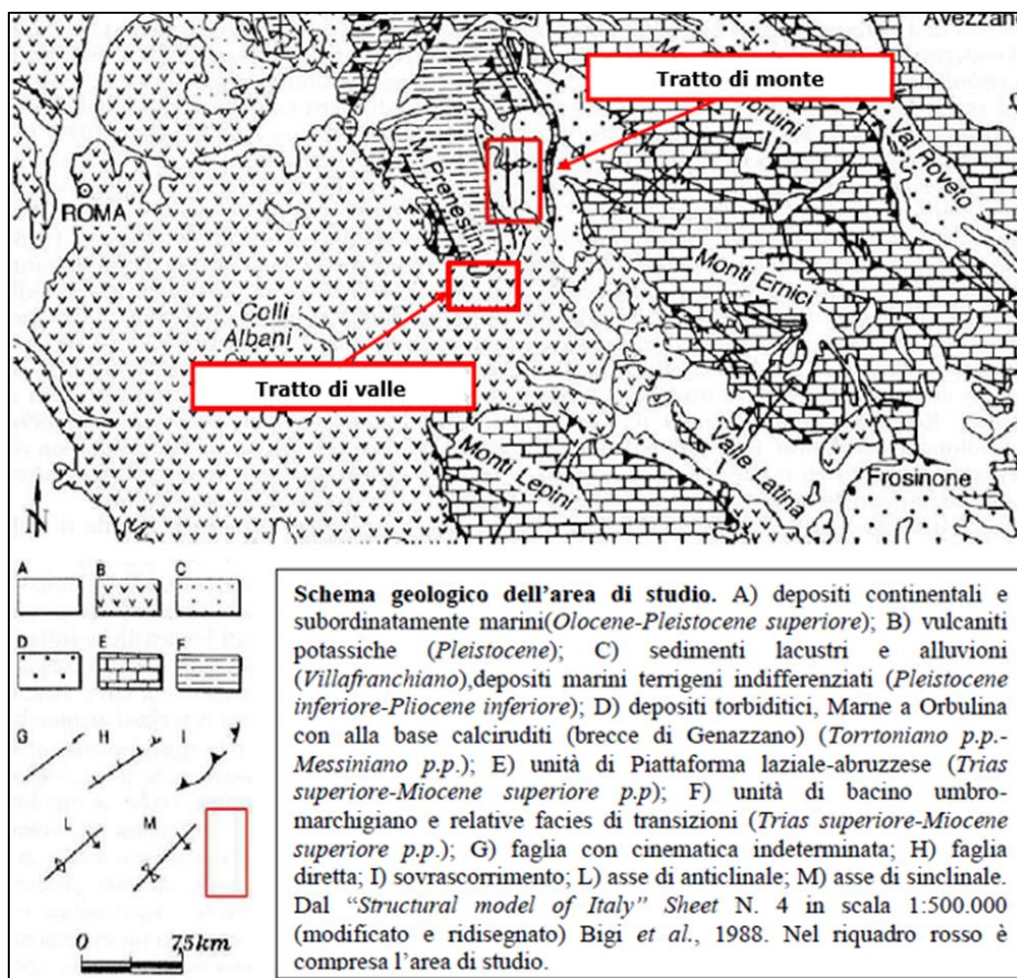 AVEZZANO
Tratto di monte
Val Roveto
ROMA
M. Prenestini
Monti Ernici
Colli
Albani
Tratto di valle
Monti Lepini
Valle Latina
Frosinone
N
A B C
D E F
G H I
L M
0 7,5 km
Schema geologico dell'area di studio. A) depositi continentali e
subordinatamente marini(Olocene-Pleistocene superiore); B) vulcaniti
potassiche (Pleistocene); C) sedimenti lacustri e alluvioni
(Villafranchiano),depositi marini terrigeni indifferenziati (Pleistocene
inferiore-Pliocene inferiore); D) depositi torbiditici, Marne a Orbulina
con alla base calciruditi (brecce di Genazzano) (Torrtoniano p.p.-
Messiniano p.p.); E) unità di Piattaforma laziale-abruzzese (Trias
superiore-Miocene superiore p.p); F) unità di bacino umbro-
marchigiano e relative facies di transizioni (Trias superiore-Miocene
superiore p.p.); G) faglia con cinematica indeterminata; H) faglia
diretta; I) sovrascorrimento; L) asse di anticlinale; M) asse di sinclinale.
Dal "Structural model of Italy" Sheet N. 4 in scala 1:500.000
(modificato e ridisegnato) Bigi et al., 1988. Nel riquadro rosso è
compresa l'area di studio.